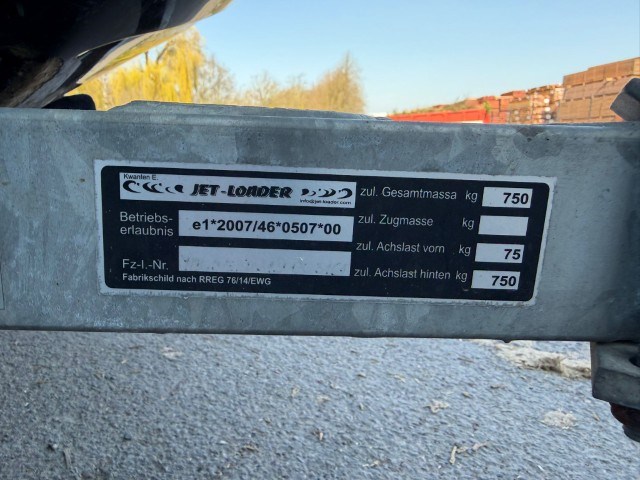 Kwanten E.
JET-LOADER
info@jet-loader.com
zul. Gesamtmassa kg 750
Betriebs-
erlaubnis e1*2007/46*0507*00
zul. Zugmasse kg
zul. Achslast vorn kg 75
Fz-I.-Nr.
zul. Achslast hinten kg 750
Fabrikschild nach RREG 76/14/EWG